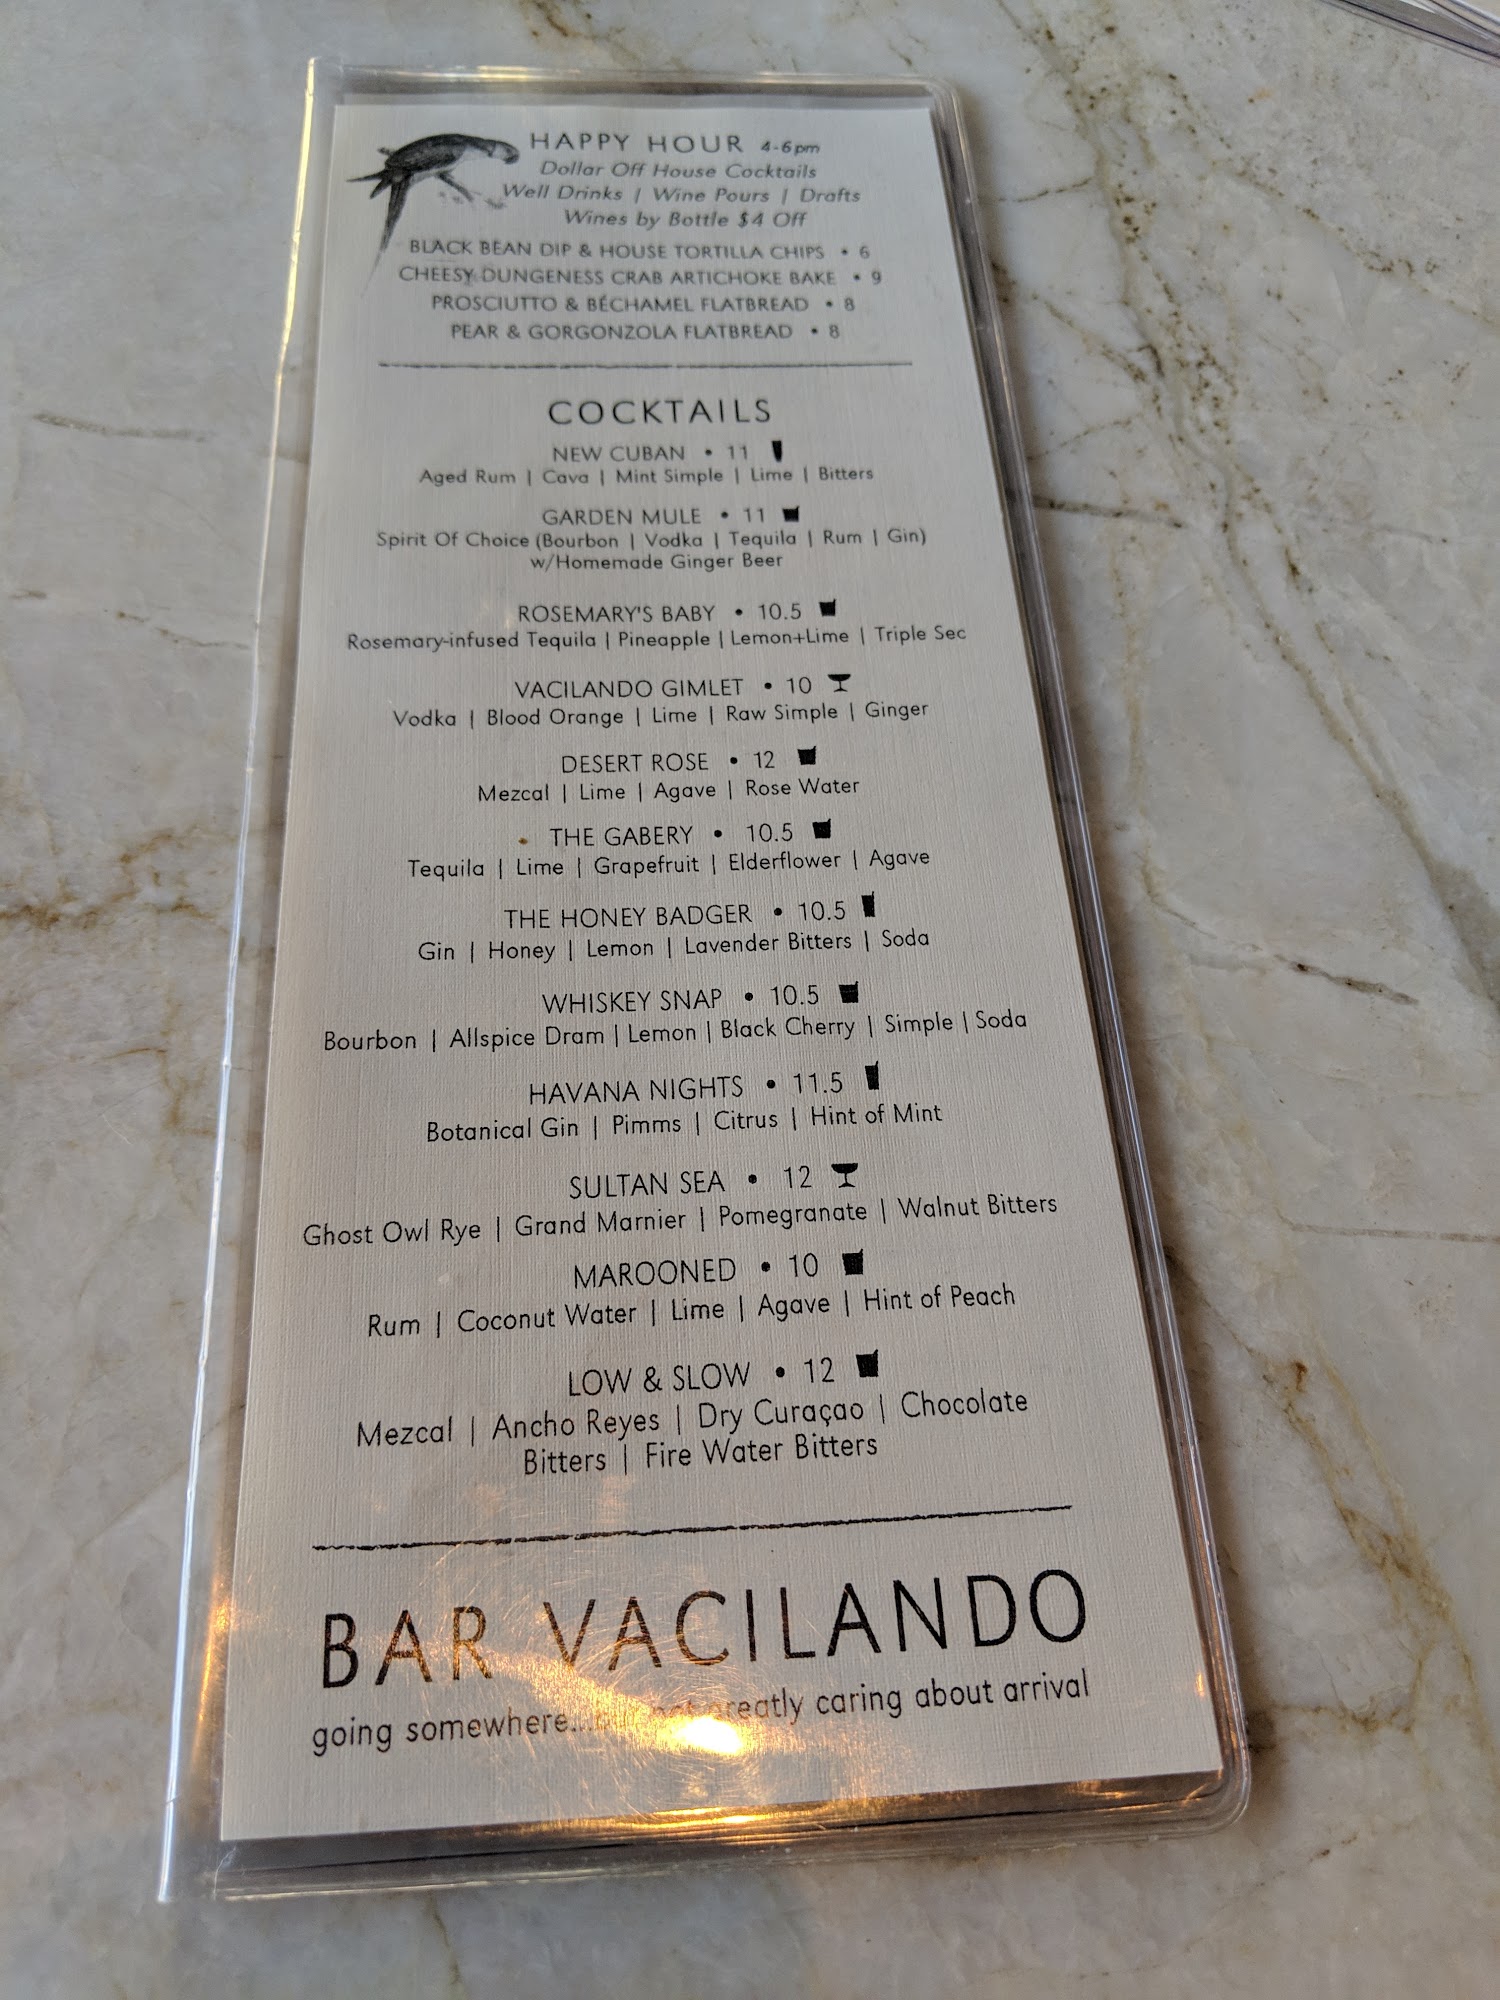 HAPPY HOUR 4-6pm
Dollar Off House Cocktails
Well Drinks | Wine Pours | Drafts
Wines by Bottle $4 Off
BLACK BEAN DIP & HOUSE TORTILLA CHIPS • 6
CHEESY DUNGENESS CRAB ARTICHOKE BAKE • 9
PROSCIUTTO & BÉCHAMEL FLATBREAD • 8
PEAR & GORGONZOLA FLATBREAD • 8
COCKTAILS
NEW CUBAN • 11
Aged Rum | Cava | Mint Simple | Lime | Bitters
GARDEN MULE • 11
Spirit Of Choice (Bourbon | Vodka | Tequila | Rum | Gin)
w/Homemade Ginger Beer
ROSEMARY'S BABY • 10.5
Rosemary-infused Tequila | Pineapple | Lemon+Lime | Triple Sec
VACILANDO GIMLET • 10
Vodka | Blood Orange | Lime | Raw Simple | Ginger
DESERT ROSE • 12
Mezcal | Lime | Agave | Rose Water
THE GABERY • 10.5
Tequila | Lime | Grapefruit | Elderflower | Agave
THE HONEY BADGER • 10.5
Gin | Honey | Lemon | Lavender Bitters | Soda
WHISKEY SNAP • 10.5
Bourbon | Allspice Dram | Lemon | Black Cherry | Simple | Soda
HAVANA NIGHTS • 11.5
Botanical Gin | Pimms | Citrus | Hint of Mint
SULTAN SEA • 12
Ghost Owl Rye | Grand Marnier | Pomegranate | Walnut Bitters
MAROONED • 10
Rum | Coconut Water | Lime | Agave | Hint of Peach
LOW & SLOW • 12
Mezcal | Ancho Reyes | Dry Curaçao | Chocolate
Bitters | Fire Water Bitters
BAR VACILANDO
going somewhere... not greatly caring about arrival